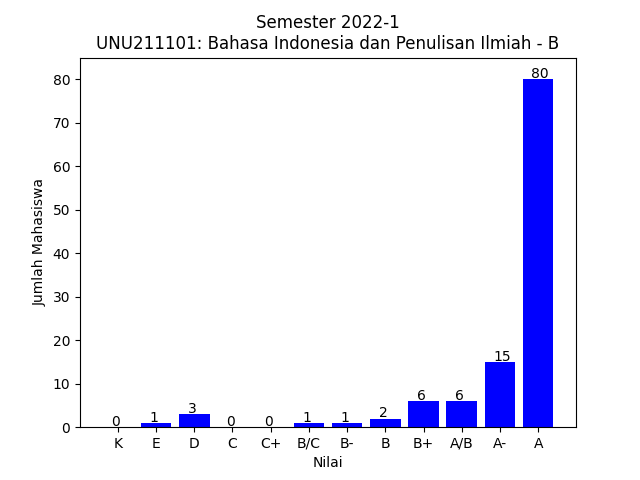 Semester 2022-1
UNU211101: Bahasa Indonesia dan Penulisan Ilmiah - B
Jumlah Mahasiswa
80
70
60
50
40
30
20
10
0
0 1 3 0 0 1 1 2 6 6 15 80
K E D C C+ B/C B- B B+ A/B A- A
Nilai